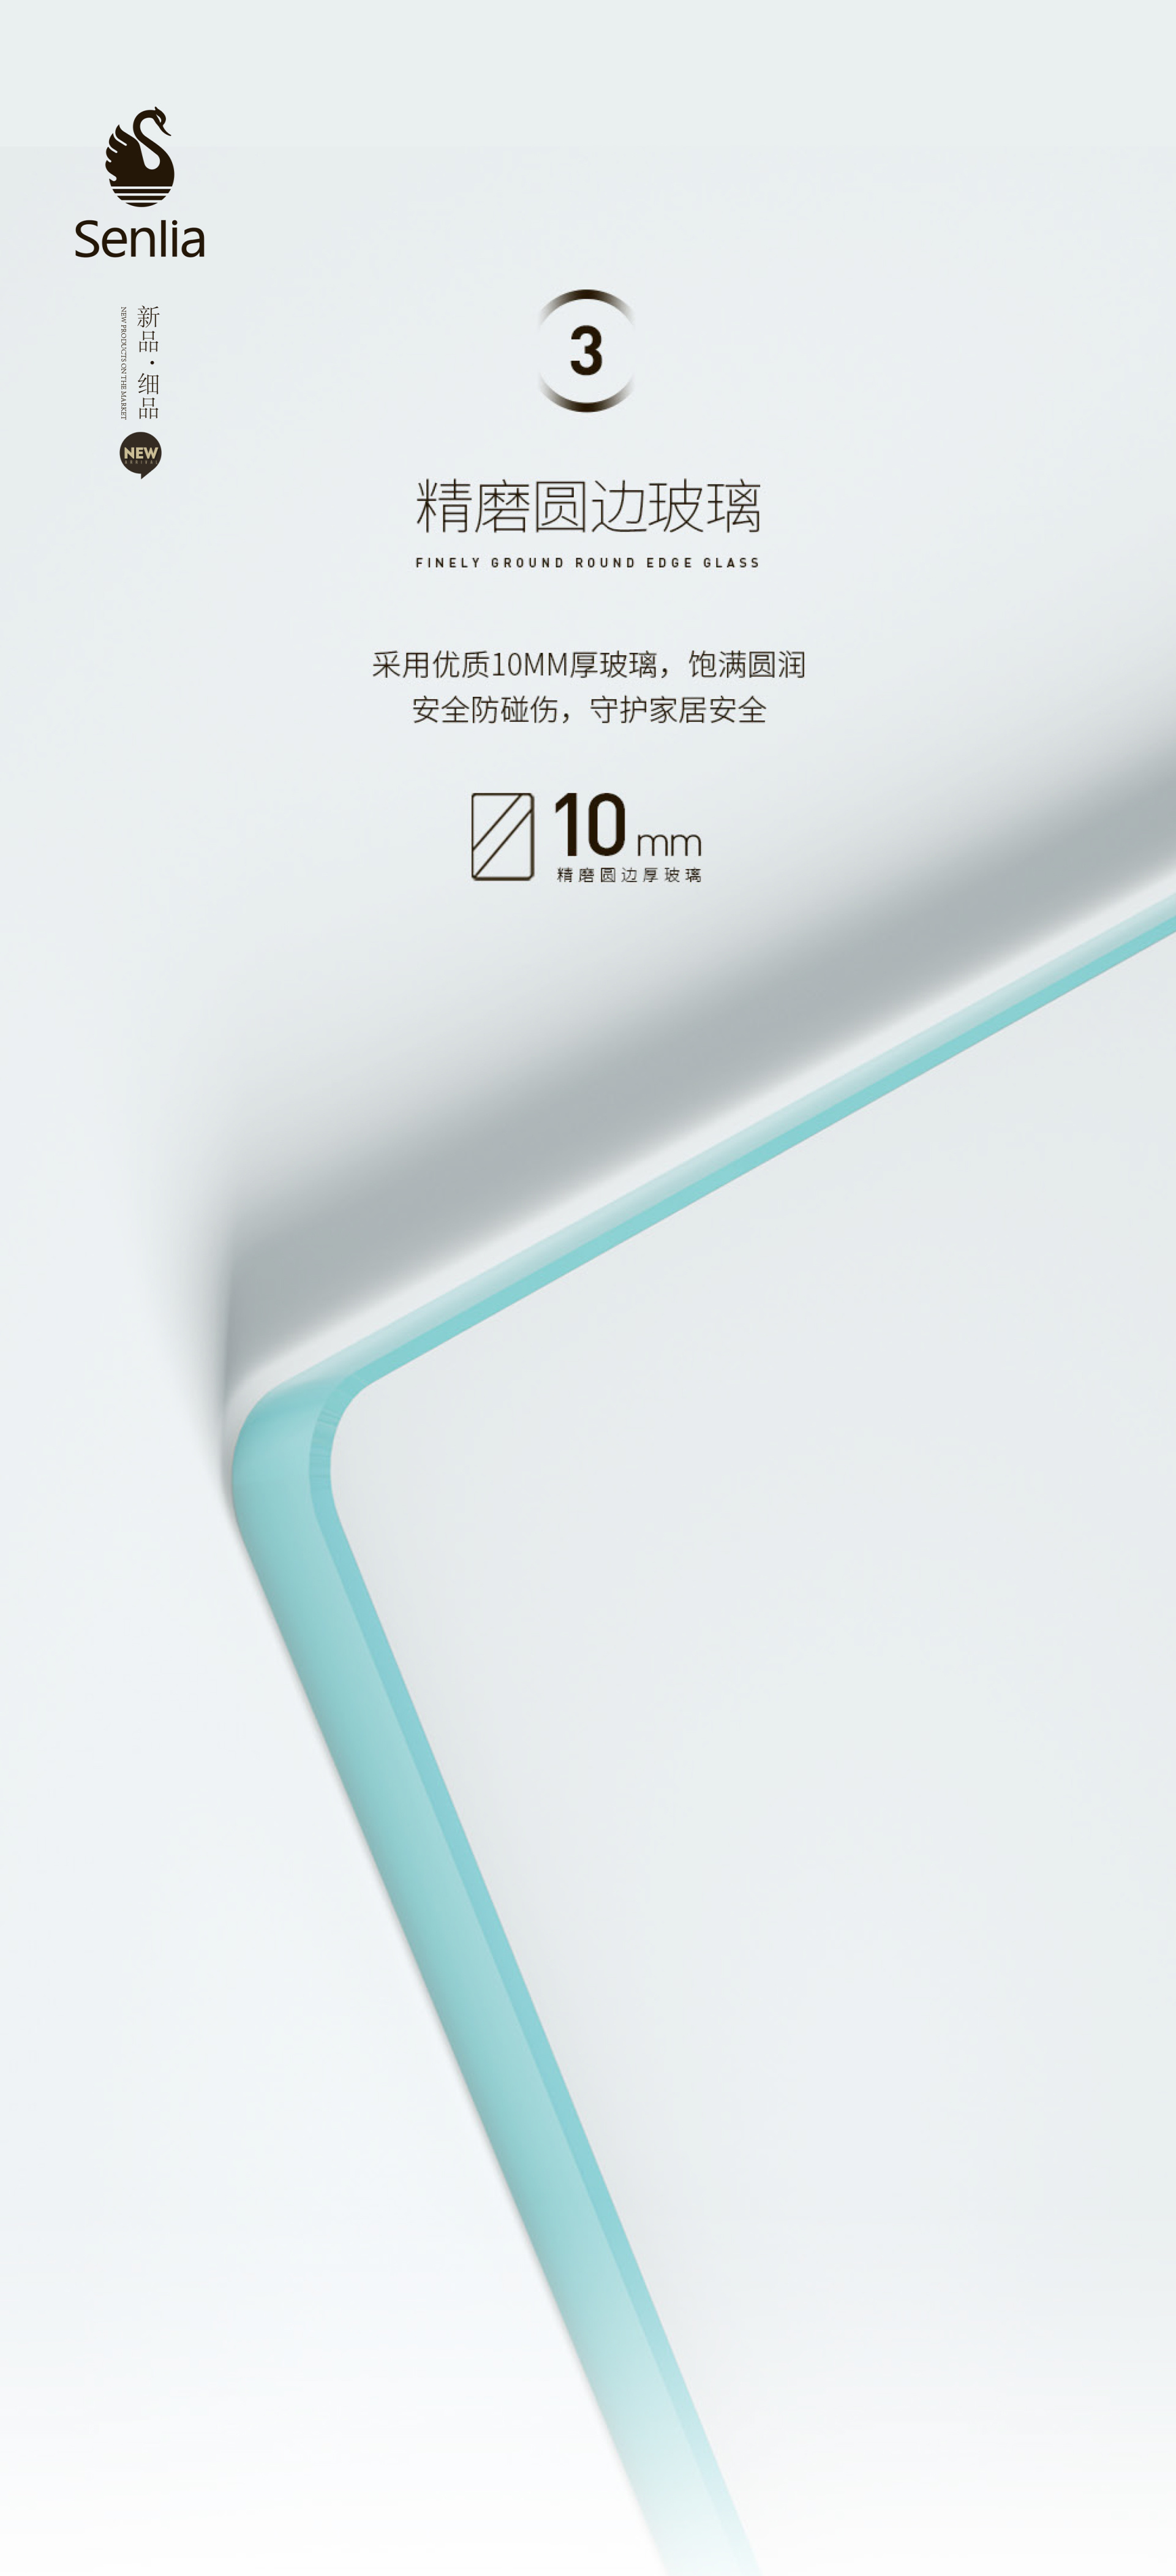 Senlia
新品·细品
NEW PRODUCTS ON THE MARKET
NEW
ARRIVAL
3
精磨圆边玻璃
FINELY GROUND ROUND EDGE GLASS
采用优质10MM厚玻璃，饱满圆润
安全防碰伤，守护家居安全
10mm
精磨圆边厚玻璃